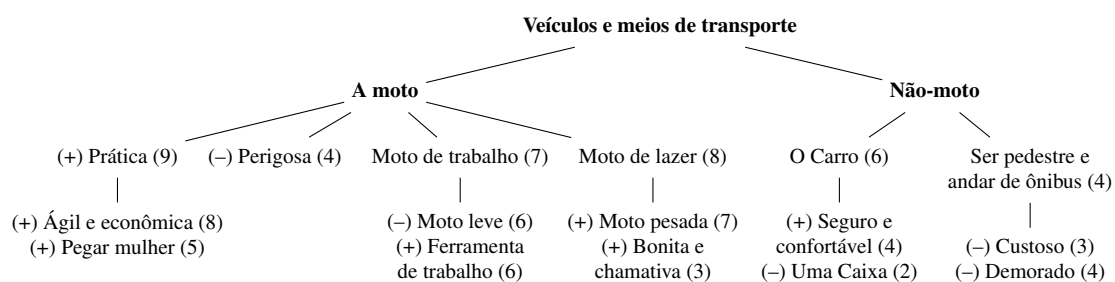 Veículos e meios de transporte
A moto
Não-moto
(+) Prática (9)
(–) Perigosa (4)
Moto de trabalho (7)
Moto de lazer (8)
O Carro (6)
Ser pedestre e
andar de ônibus (4)
(+) Ágil e econômica (8)
(+) Pegar mulher (5)
(–) Moto leve (6)
(+) Ferramenta
de trabalho (6)
(+) Moto pesada (7)
(+) Bonita e
chamativa (3)
(+) Seguro e
confortável (4)
(–) Uma Caixa (2)
(–) Custoso (3)
(–) Demorado (4)